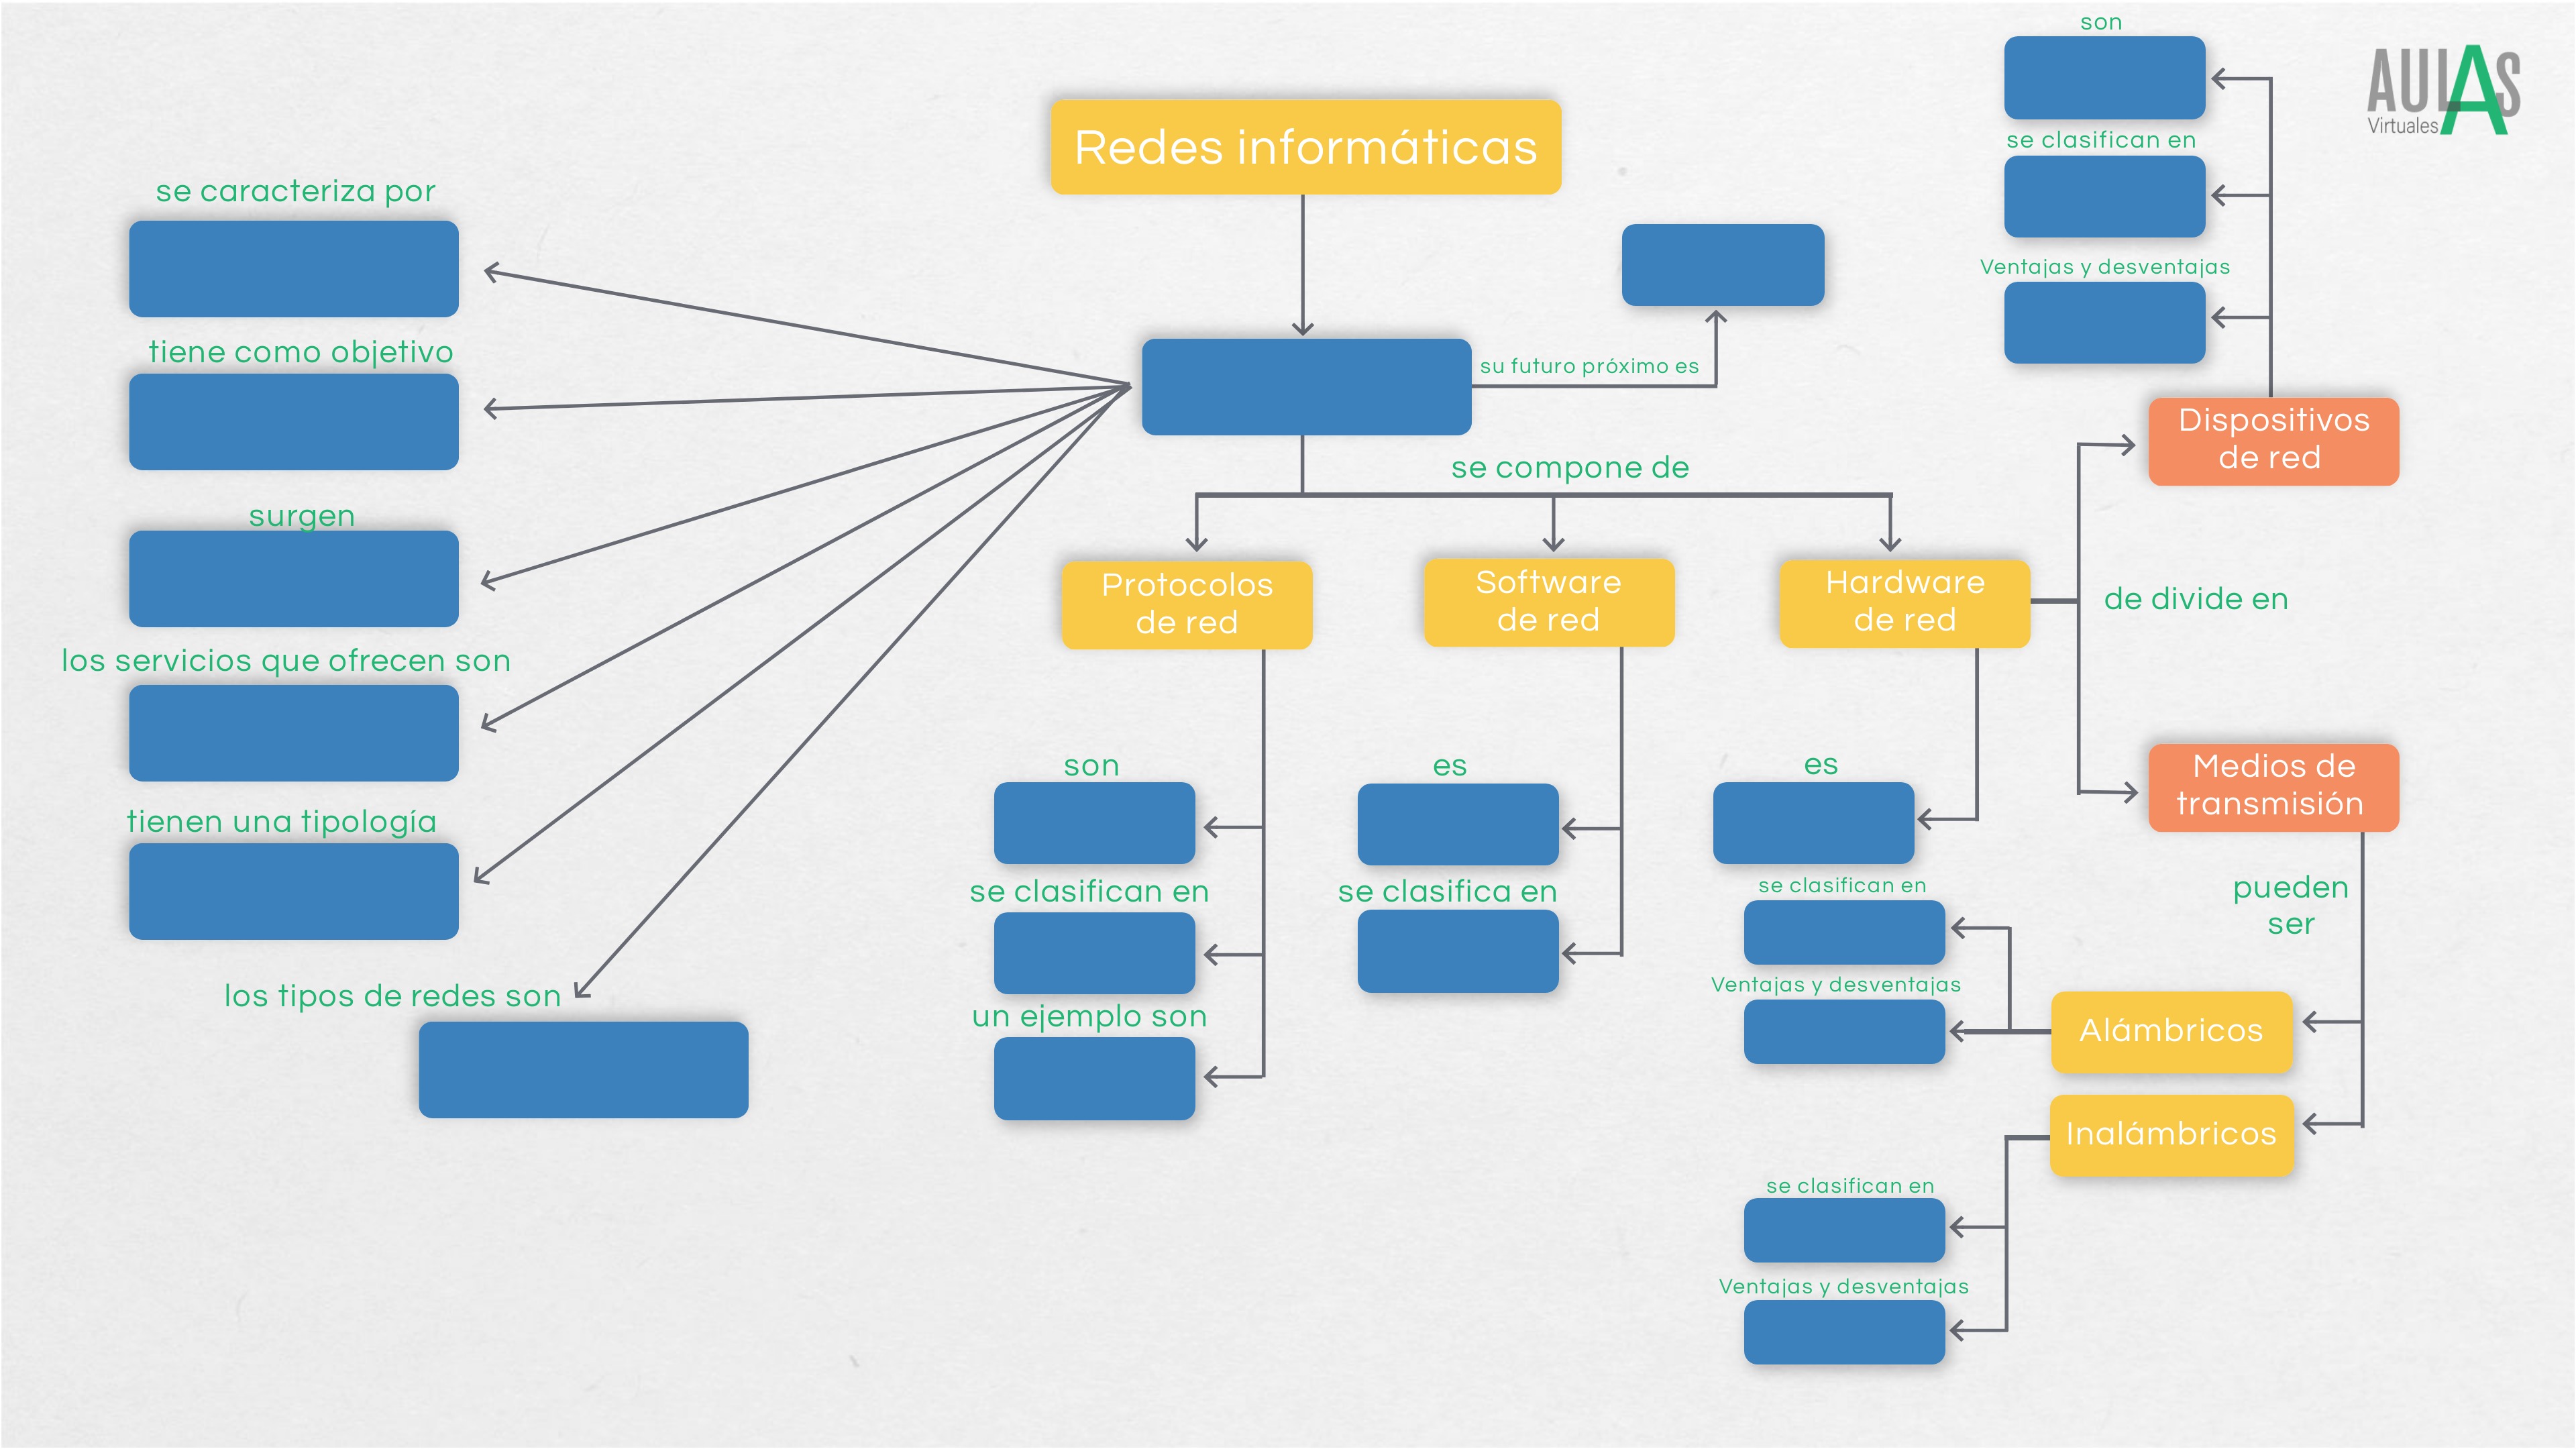 son
AULAS
Virtuales
se clasifican en
Ventajas y desventajas
Redes informáticas
su futuro próximo es
se caracteriza por
tiene como objetivo
surgen
los servicios que ofrecen son
tienen una tipología
los tipos de redes son
se compone de
Protocolos
de red
Software
de red
Hardware
de red
de divide en
Dispositivos
de red
Medios de
transmisión
son
se clasifican en
un ejemplo son
es
se clasifica en
es
pueden
ser
se clasifican en
Ventajas y desventajas
Alámbricos
Inalámbricos
se clasifican en
Ventajas y desventajas